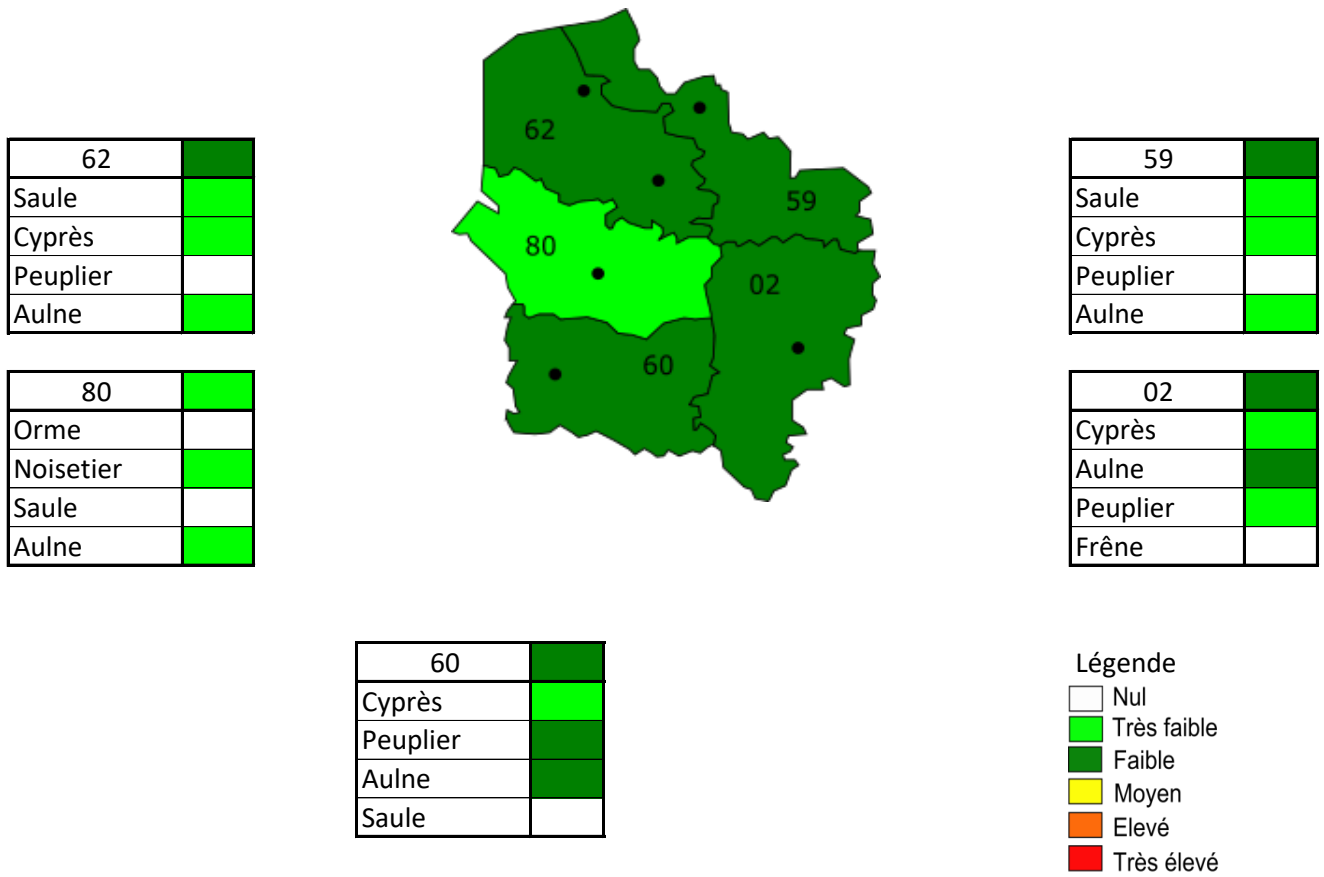 62
59
80
02
60
62
Saule
Cyprès
Peuplier
Aulne
59
Saule
Cyprès
Peuplier
Aulne
80
Orme
Noisetier
Saule
Aulne
02
Cyprès
Aulne
Peuplier
Frêne
60
Cyprès
Peuplier
Aulne
Saule
Légende
Nul
Très faible
Faible
Moyen
Elevé
Très élevé